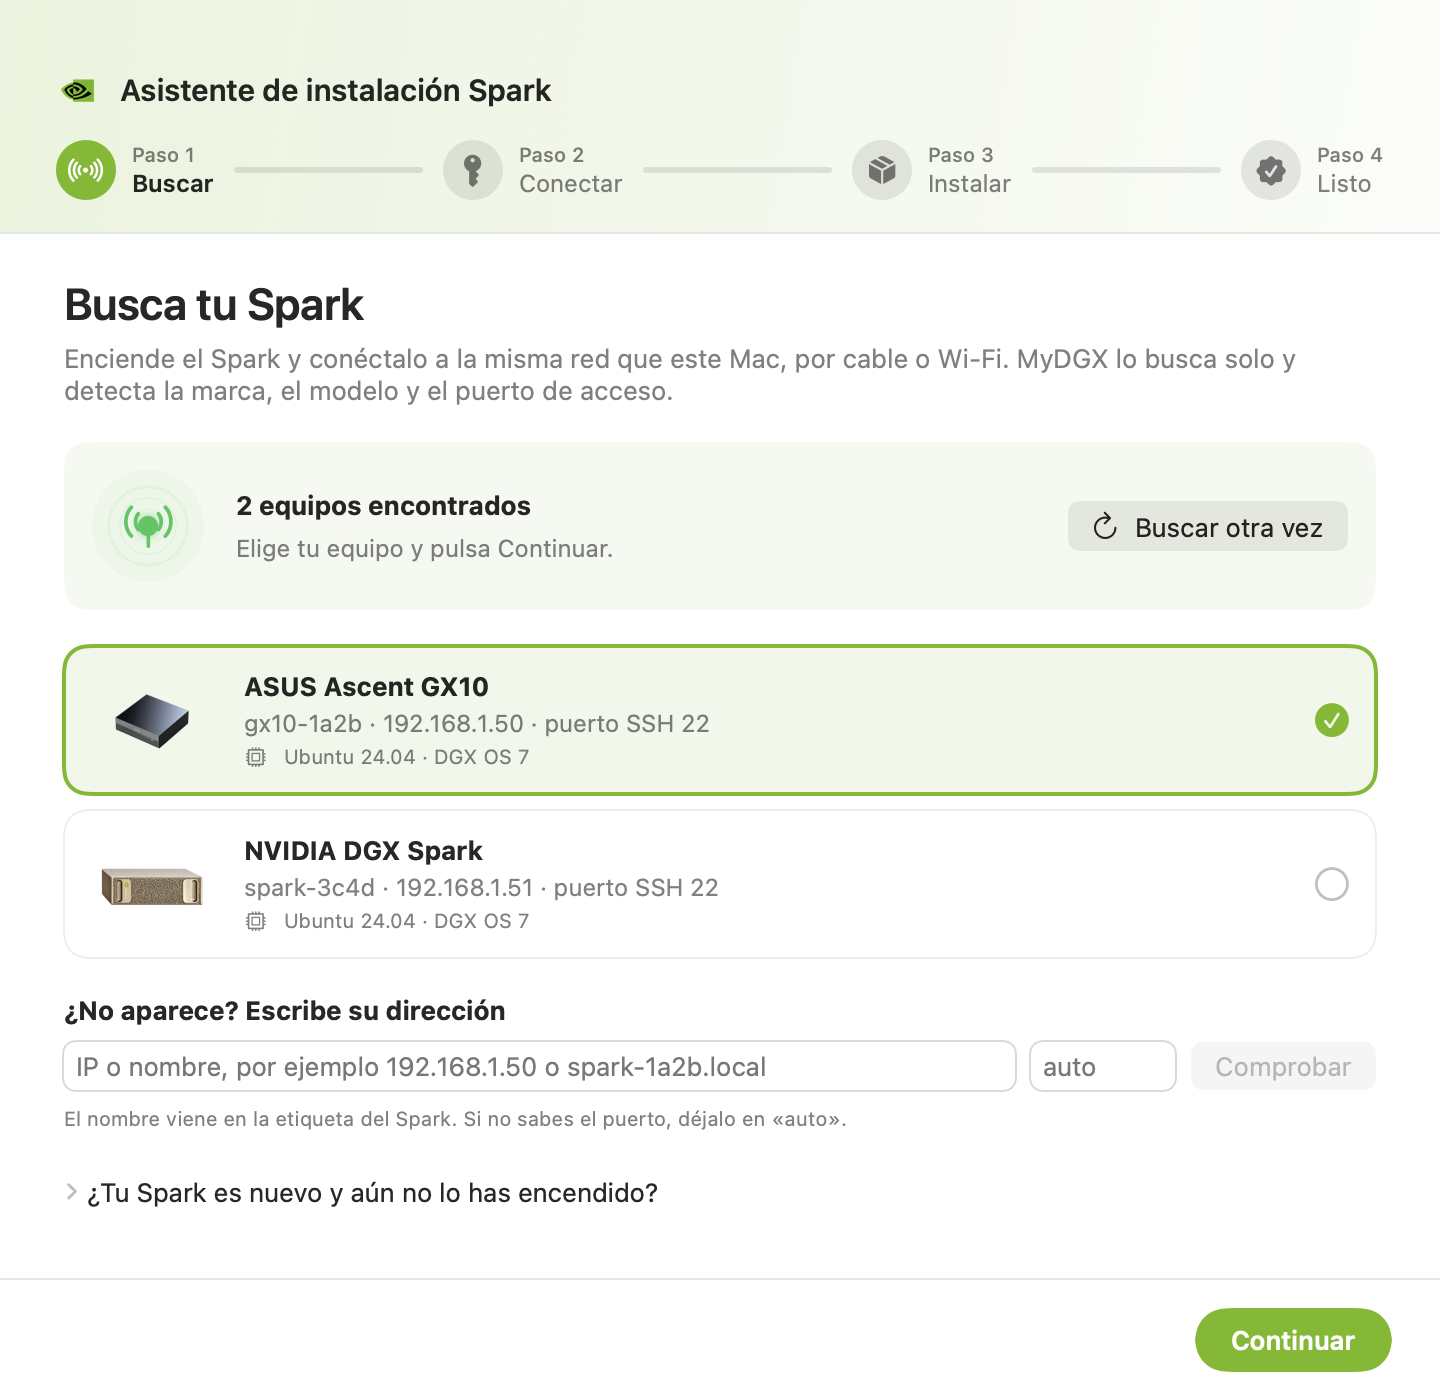 Asistente de instalación Spark
Paso 1
Buscar
Paso 2
Conectar
Paso 3
Instalar
Paso 4
Listo
Busca tu Spark
Enciende el Spark y conéctalo a la misma red que este Mac, por cable o Wi-Fi. MyDGX lo busca solo y
detecta la marca, el modelo y el puerto de acceso.
2 equipos encontrados
Elige tu equipo y pulsa Continuar.
Buscar otra vez
ASUS Ascent GX10
gx10-1a2b · 192.168.1.50 · puerto SSH 22
Ubuntu 24.04 · DGX OS 7
NVIDIA DGX Spark
spark-3c4d · 192.168.1.51 · puerto SSH 22
Ubuntu 24.04 · DGX OS 7
¿No aparece? Escribe su dirección
IP o nombre, por ejemplo 192.168.1.50 o spark-1a2b.local
auto
Comprobar
El nombre viene en la etiqueta del Spark. Si no sabes el puerto, déjalo en «auto».
¿Tu Spark es nuevo y aún no lo has encendido?
Continuar